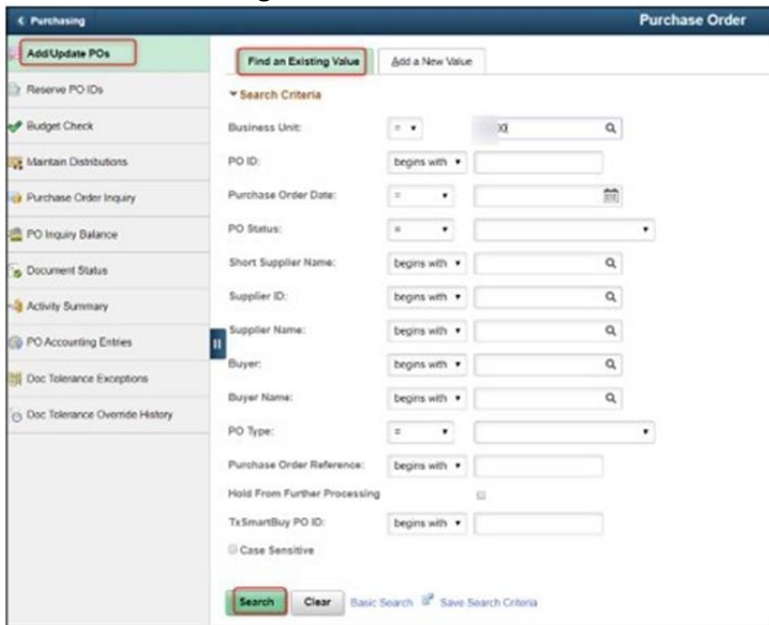 Purchasing
Purchase Order
Add/Update POs
Reserve PO IDs
Budget Check
Maintain Distributions
Purchase Order Inquiry
PO Inquiry Balance
Document Status
Activity Summary
PO Accounting Entries
Doc Tolerance Exceptions
Doc Tolerance Override History
Find an Existing Value
Add a New Value
Search Criteria
Business Unit: =
PO ID: begins with
Purchase Order Date: =
PO Status: =
Short Supplier Name: begins with
Supplier ID: begins with
Supplier Name: begins with
Buyer: begins with
Buyer Name: begins with
PO Type: =
Purchase Order Reference: begins with
Hold From Further Processing
TxSmartBuy PO ID: begins with
Case Sensitive
Search Clear Basic Search Save Search Criteria